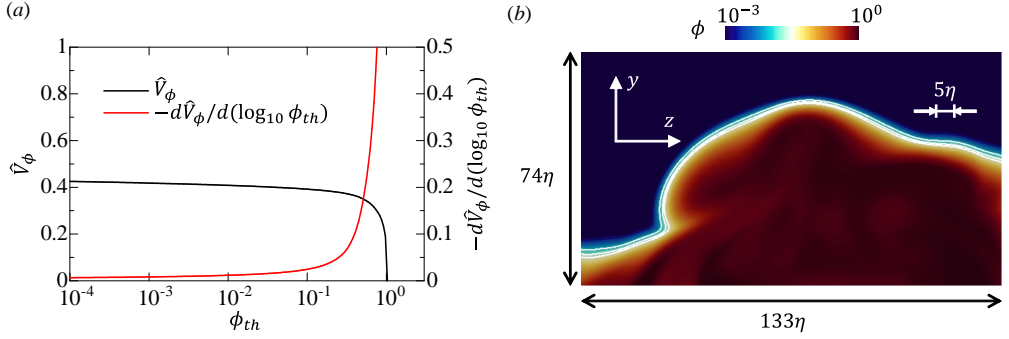 (a)
1
0.8
0.6
0.4
0.2
0
V̂_ϕ
V̂_ϕ
−dV̂_ϕ/d(log₁₀ ϕ_th)
0.5
0.4
0.3
0.2
0.1
0
−dV̂_ϕ/d(log₁₀ ϕ_th)
10⁻⁴ 10⁻³ 10⁻² 10⁻¹ 10⁰
ϕ_th
(b)
ϕ 10⁻³ 10⁰
y
z
5η
74η
133η